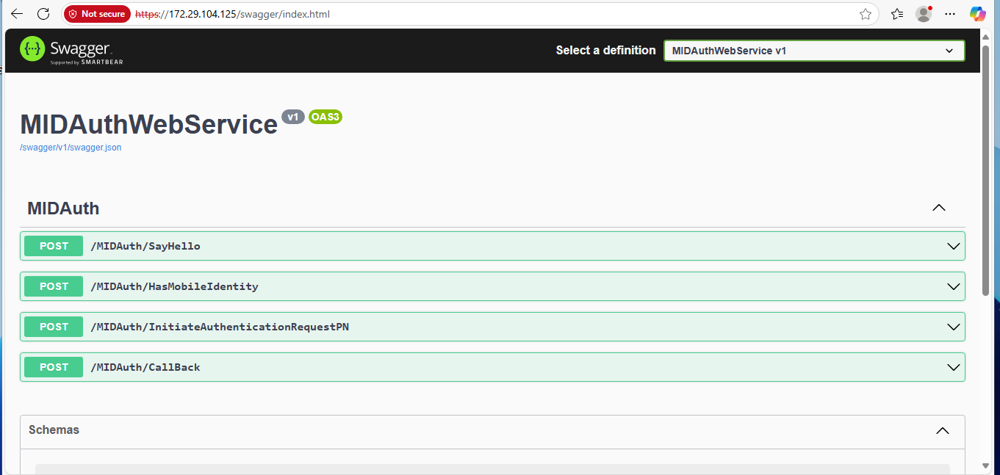 Not secure https://172.29.104.125/swagger/index.html
{...} Swagger
Supported by SMARTBEAR
Select a definition MIDAuthWebService v1
MIDAuthWebService v1 OAS3
/swagger/v1/swagger.json
MIDAuth
POST /MIDAuth/SayHello
POST /MIDAuth/HasMobileIdentity
POST /MIDAuth/InitiateAuthenticationRequestPN
POST /MIDAuth/CallBack
Schemas